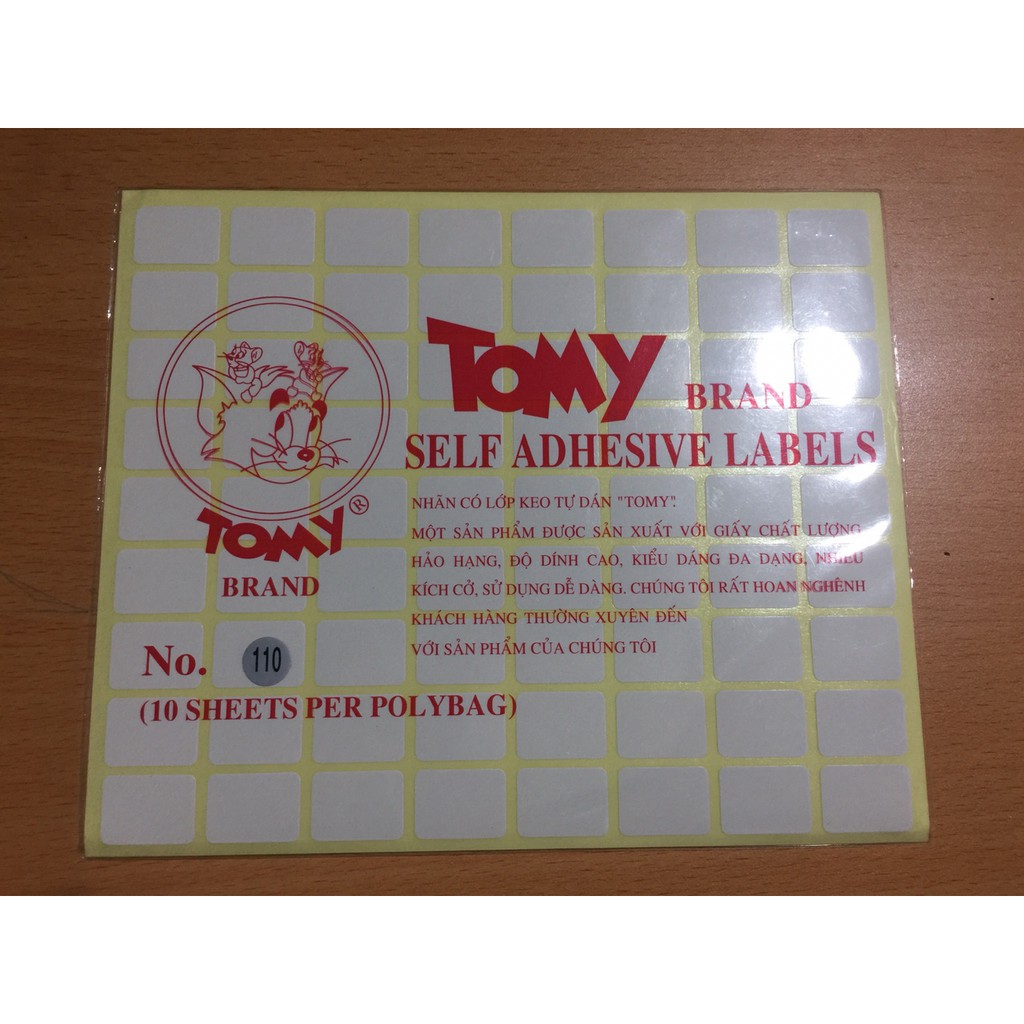 TOMY BRAND
SELF ADHESIVE LABELS
NHÃN CÓ LỚP KEO TỰ DÁN "TOMY".
MỘT SẢN PHẨM ĐƯỢC SẢN XUẤT VỚI GIẤY CHẤT LƯỢNG
HẢO HẠNG, ĐỘ DÍNH CAO, KIỂU DÁNG ĐA DẠNG, NHIỀU
KÍCH CỞ, SỬ DỤNG DỄ DÀNG. CHÚNG TÔI RẤT HOAN NGHÊNH
KHÁCH HÀNG THƯỜNG XUYÊN ĐẾN
VỚI SẢN PHẨM CỦA CHÚNG TÔI
TOMY®
BRAND
No. 110
(10 SHEETS PER POLYBAG)